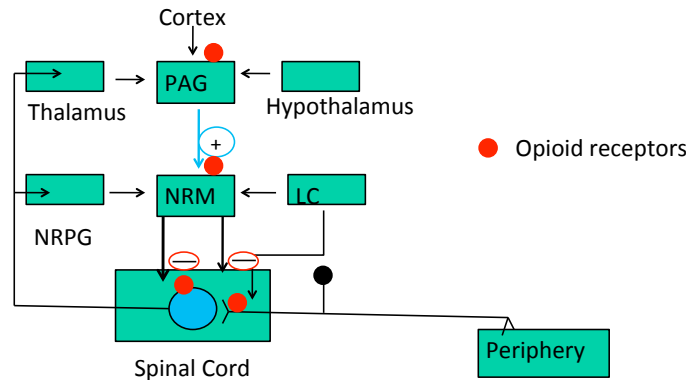 Cortex
PAG
Thalamus
Hypothalamus
+
Opioid receptors
NRM
LC
NRPG
—
—
Periphery
Spinal Cord